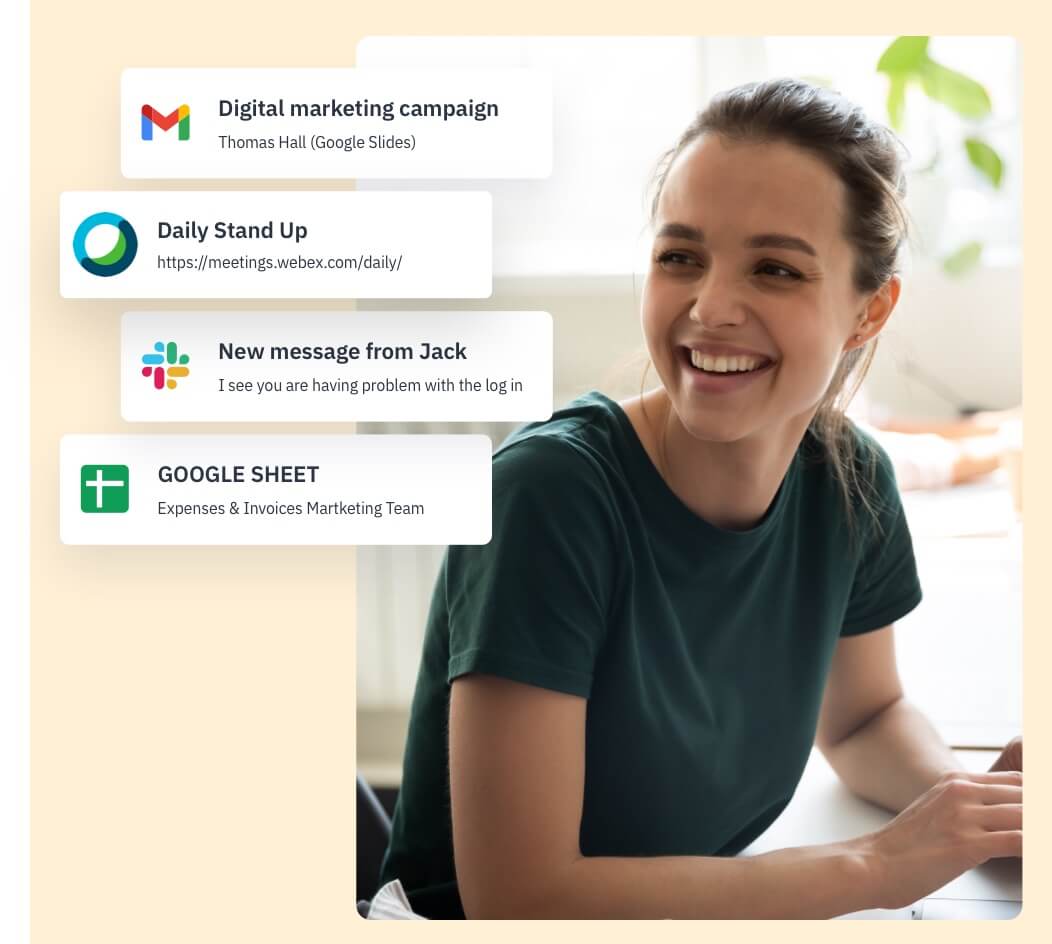 Digital marketing campaign
Thomas Hall (Google Slides)
Daily Stand Up
https://meetings.webex.com/daily/
New message from Jack
I see you are having problem with the log in
GOOGLE SHEET
Expenses & Invoices Martketing Team